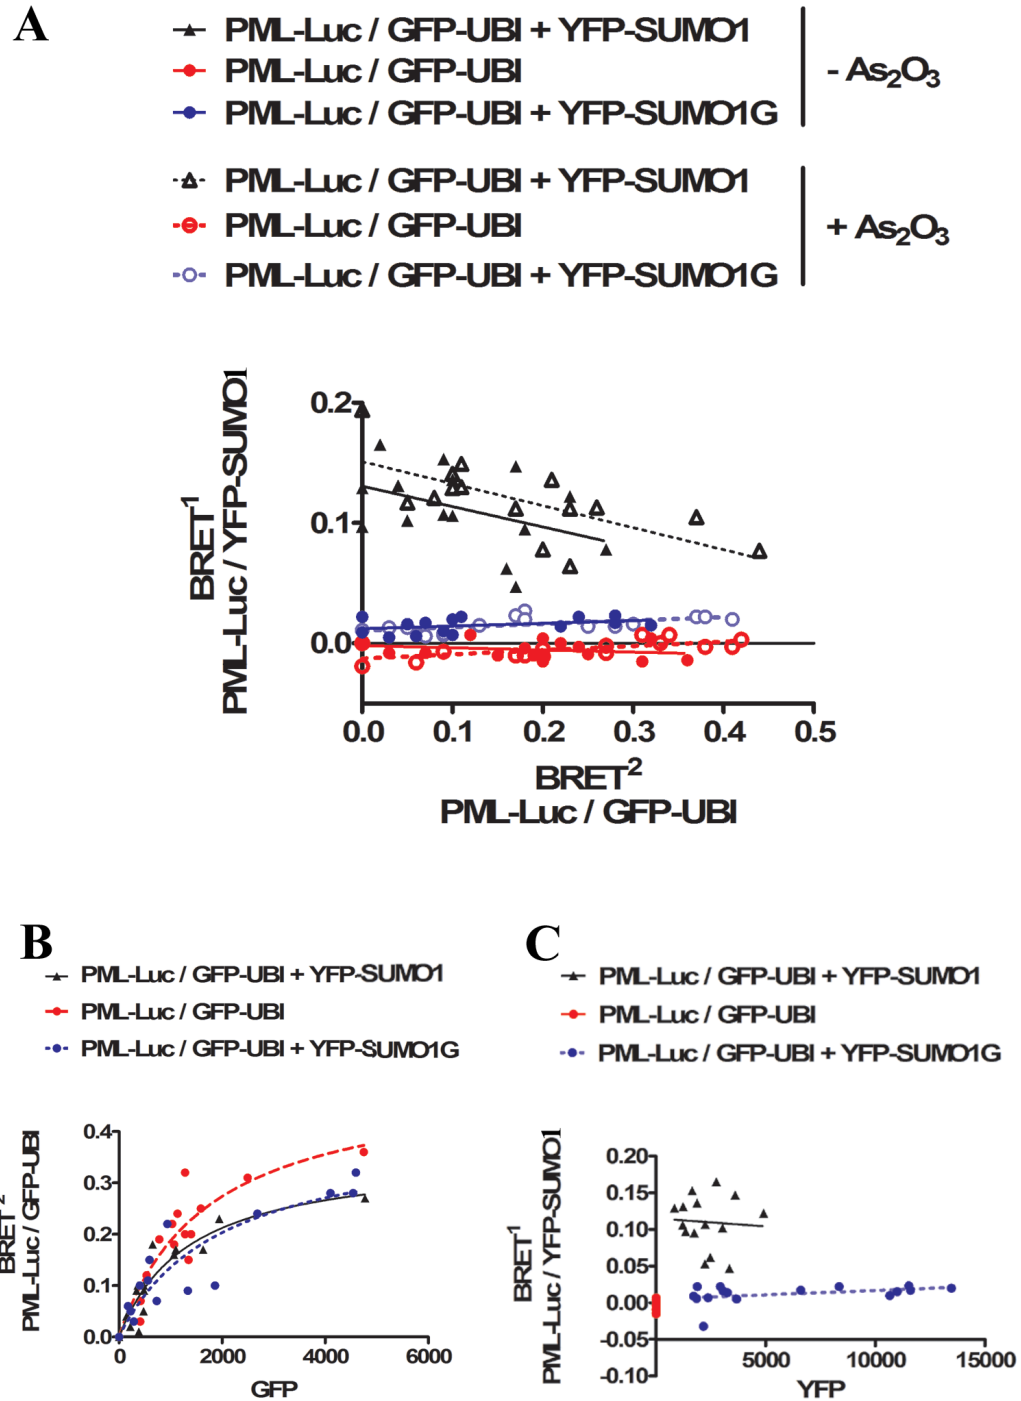 A
PML-Luc / GFP-UBI + YFP-SUMO1
PML-Luc / GFP-UBI
PML-Luc / GFP-UBI + YFP-SUMO1G
- As₂O₃
PML-Luc / GFP-UBI + YFP-SUMO1
PML-Luc / GFP-UBI
PML-Luc / GFP-UBI + YFP-SUMO1G
+ As₂O₃
BRET¹
PML-Luc / YFP-SUMO1
0.2
0.1
0.0
0.0 0.1 0.2 0.3 0.4 0.5
BRET²
PML-Luc / GFP-UBI
B
PML-Luc / GFP-UBI + YFP-SUMO1
PML-Luc / GFP-UBI
PML-Luc / GFP-UBI + YFP-SUMO1G
BRET²
PML-Luc / GFP-UBI
0.4
0.3
0.2
0.1
0.0
0 2000 4000 6000
GFP
C
PML-Luc / GFP-UBI + YFP-SUMO1
PML-Luc / GFP-UBI
PML-Luc / GFP-UBI + YFP-SUMO1G
BRET¹
PML-Luc / YFP-SUMO1
0.20
0.15
0.10
0.05
0.00
-0.05
-0.10
5000 10000 15000
YFP